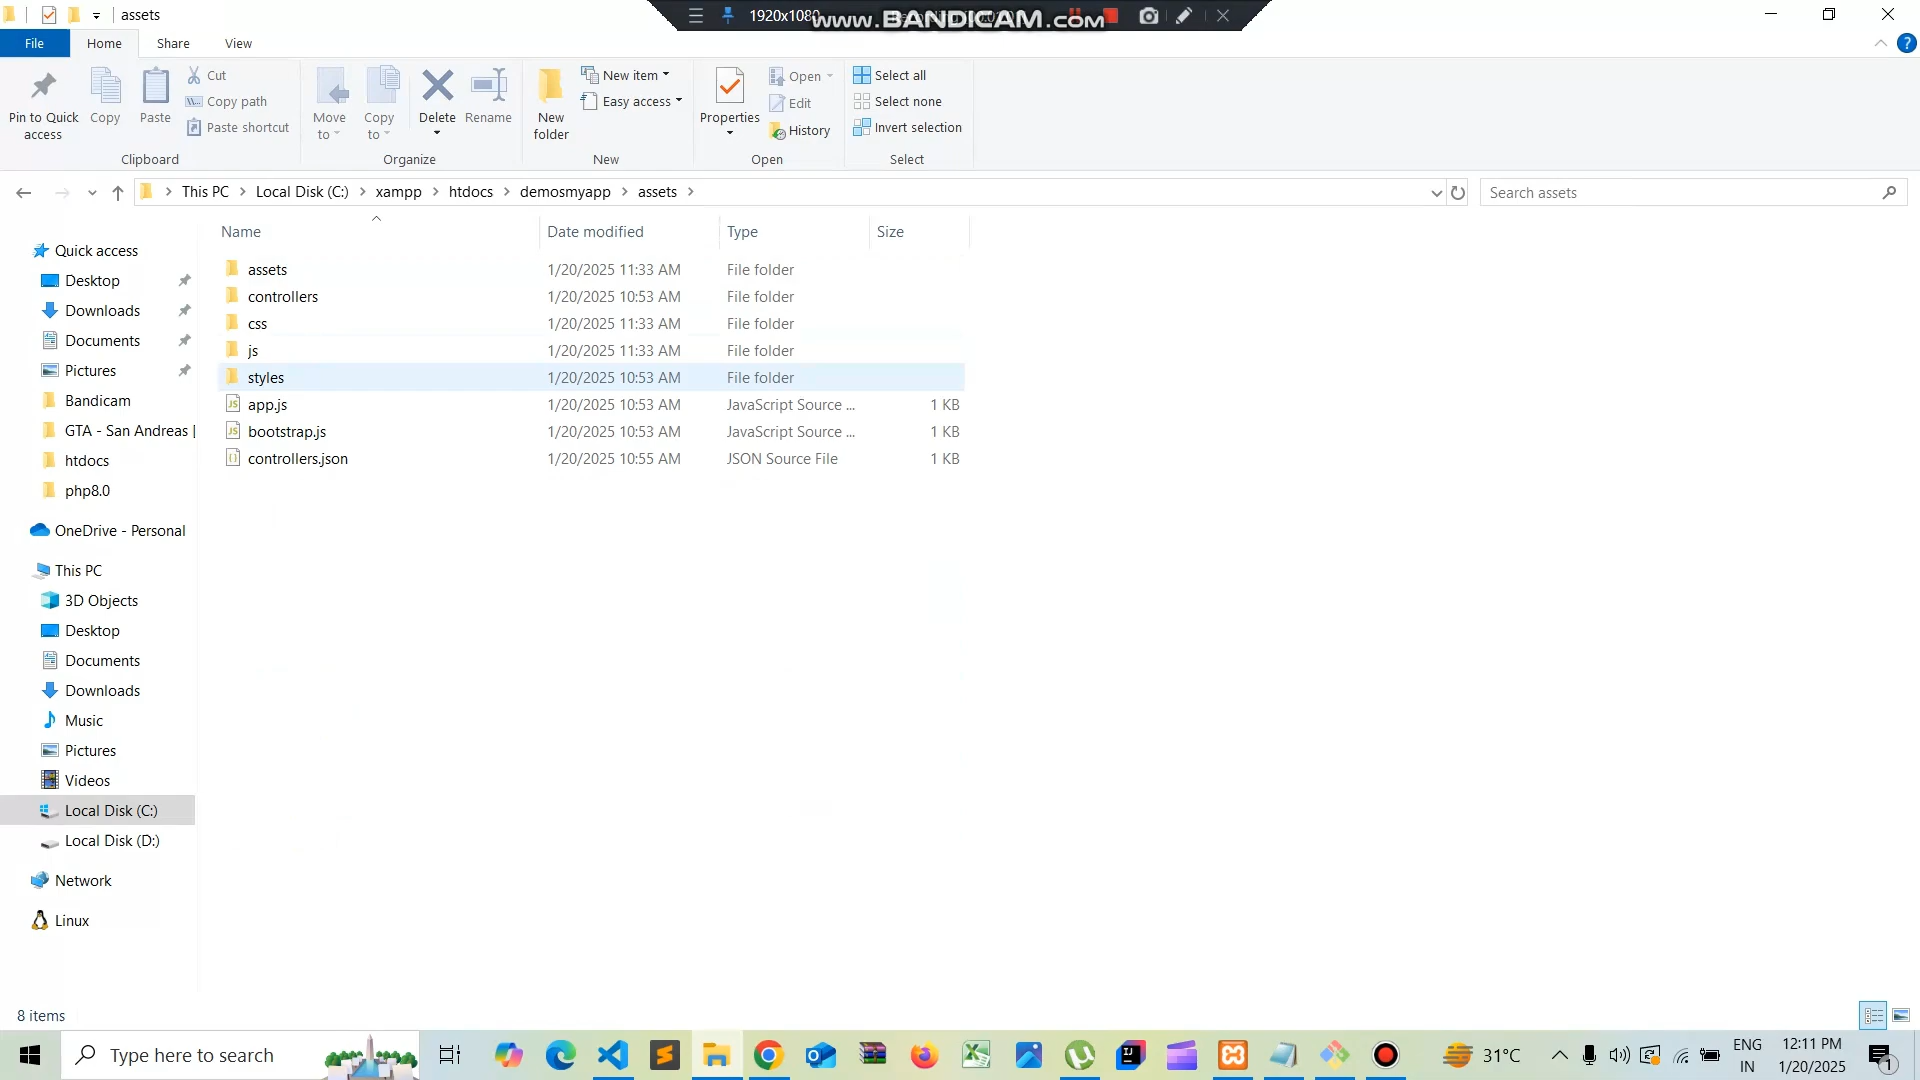 assets
1920x1080
www.BANDICAM.com
File Home Share View
Pin to Quick access
Copy
Paste
Cut
Copy path
Paste shortcut
Clipboard
Move to
Copy to
Delete
Rename
Organize
New folder
New item
Easy access
New
Properties
Open
Edit
History
Open
Select all
Select none
Invert selection
Select
This PC Local Disk (C:) xampp htdocs demosmyapp assets
Search assets
Name Date modified Type Size
assets 1/20/2025 11:33 AM File folder
controllers 1/20/2025 10:53 AM File folder
css 1/20/2025 11:33 AM File folder
js 1/20/2025 11:33 AM File folder
styles 1/20/2025 10:53 AM File folder
app.js 1/20/2025 10:53 AM JavaScript Source ... 1 KB
bootstrap.js 1/20/2025 10:53 AM JavaScript Source ... 1 KB
controllers.json 1/20/2025 10:55 AM JSON Source File 1 KB
Quick access
Desktop
Downloads
Documents
Pictures
Bandicam
GTA - San Andreas
htdocs
php8.0
OneDrive - Personal
This PC
3D Objects
Desktop
Documents
Downloads
Music
Pictures
Videos
Local Disk (C:)
Local Disk (D:)
Network
Linux
8 items
Type here to search
31°C
ENG
IN
12:11 PM
1/20/2025
1